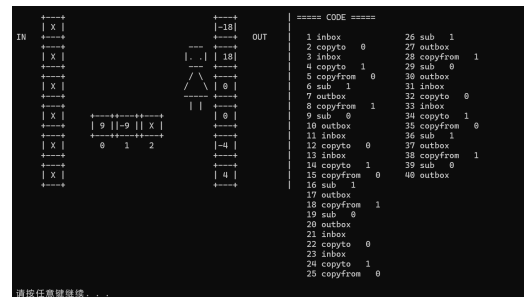 ===== CODE =====
IN
OUT
X
X
X
X
X
X
-18
18
0
0
-4
4
9 -9 X
0 1 2
1 inbox
2 copyto 0
3 inbox
4 copyto 1
5 copyfrom 0
6 sub 1
7 outbox
8 copyfrom 1
9 sub 0
10 outbox
11 inbox
12 copyto 0
13 inbox
14 copyto 1
15 copyfrom 0
16 sub 1
17 outbox
18 copyfrom 1
19 sub 0
20 outbox
21 inbox
22 copyto 0
23 inbox
24 copyto 1
25 copyfrom 0
26 sub 1
27 outbox
28 copyfrom 1
29 sub 0
30 outbox
31 inbox
32 copyto 0
33 inbox
34 copyto 1
35 copyfrom 0
36 sub 1
37 outbox
38 copyfrom 1
39 sub 0
40 outbox
请按任意键继续. . .